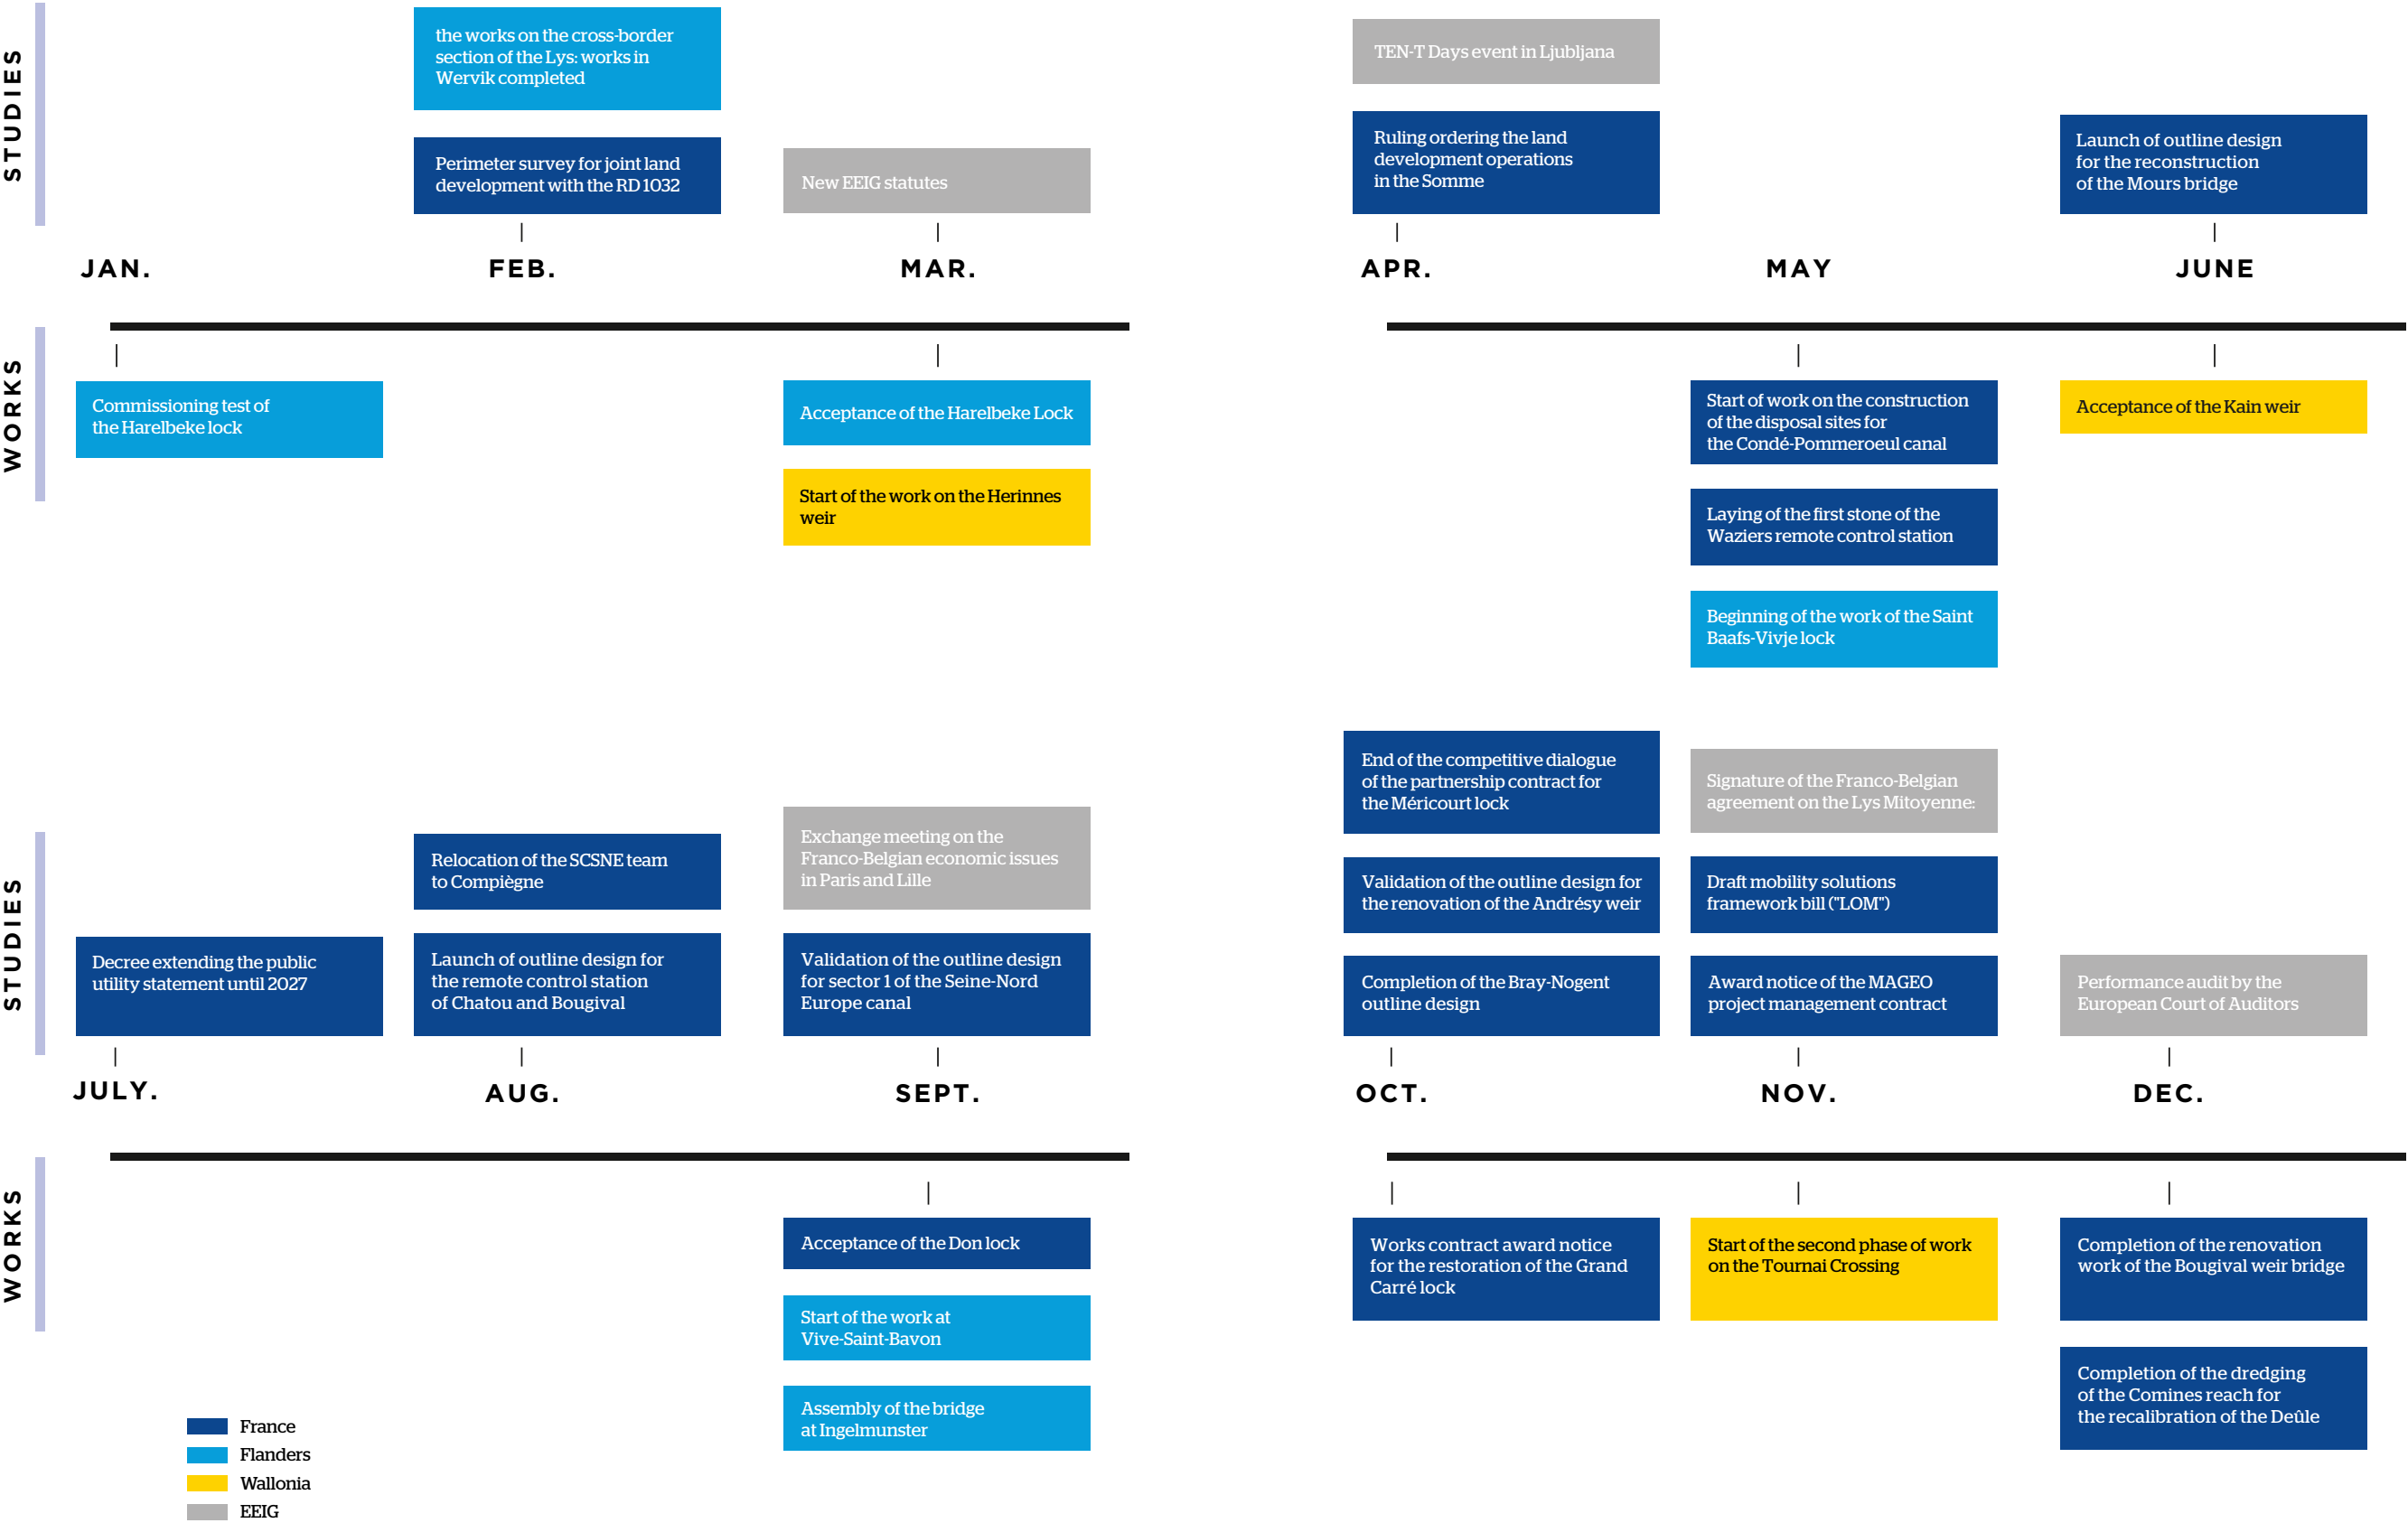 STUDIES
the works on the cross-border
section of the Lys: works in
Wervik completed
Perimeter survey for joint land
development with the RD 1032
New EEIG statutes
TEN-T Days event in Ljubljana
Ruling ordering the land
development operations
in the Somme
Launch of outline design
for the reconstruction
of the Mours bridge
JAN.
FEB.
MAR.
APR.
MAY
JUNE
WORKS
Commissioning test of
the Harelbeke lock
Acceptance of the Harelbeke Lock
Start of the work on the Herinnes
weir
Start of work on the construction
of the disposal sites for
the Condé-Pommeroeul canal
Laying of the first stone of the
Waziers remote control station
Beginning of the work of the Saint
Baafs-Vivje lock
Acceptance of the Kain weir
STUDIES
Decree extending the public
utility statement until 2027
Relocation of the SCSNE team
to Compiègne
Launch of outline design for
the remote control station
of Chatou and Bougival
Exchange meeting on the
Franco-Belgian economic issues
in Paris and Lille
Validation of the outline design
for sector 1 of the Seine-Nord
Europe canal
End of the competitive dialogue
of the partnership contract for
the Méricourt lock
Validation of the outline design for
the renovation of the Andrésy weir
Completion of the Bray-Nogent
outline design
Signature of the Franco-Belgian
agreement on the Lys Mitoyenne:
Draft mobility solutions
framework bill ("LOM")
Award notice of the MAGEO
project management contract
Performance audit by the
European Court of Auditors
JULY.
AUG.
SEPT.
OCT.
NOV.
DEC.
WORKS
Acceptance of the Don lock
Start of the work at
Vive-Saint-Bavon
Assembly of the bridge
at Ingelmunster
Works contract award notice
for the restoration of the Grand
Carré lock
Start of the second phase of work
on the Tournai Crossing
Completion of the renovation
work of the Bougival weir bridge
Completion of the dredging
of the Comines reach for
the recalibration of the Deûle
France
Flanders
Wallonia
EEIG